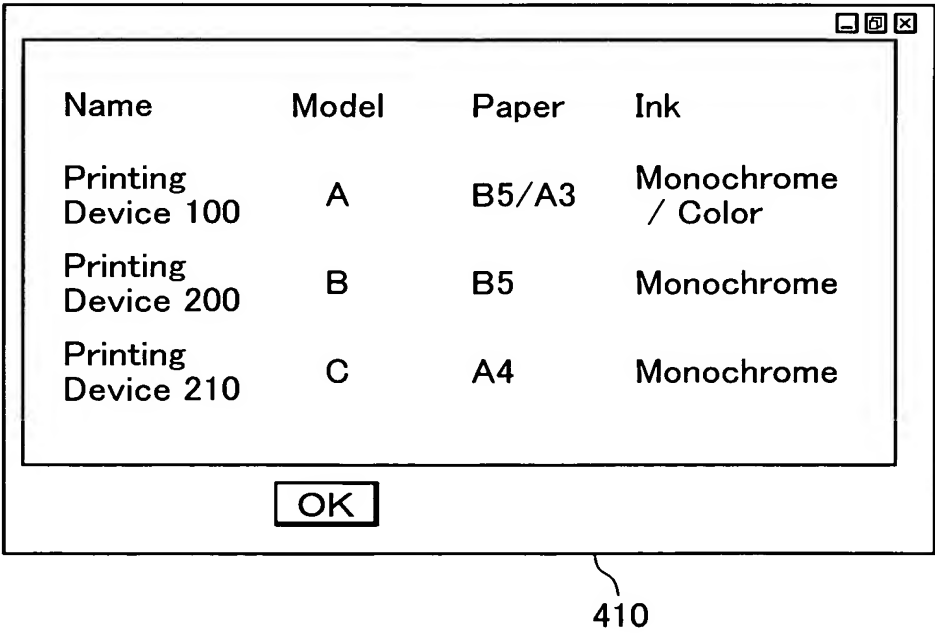 Name Model Paper Ink
Printing
Device 100 A B5/A3 Monochrome
/ Color
Printing
Device 200 B B5 Monochrome
Printing
Device 210 C A4 Monochrome
OK
410